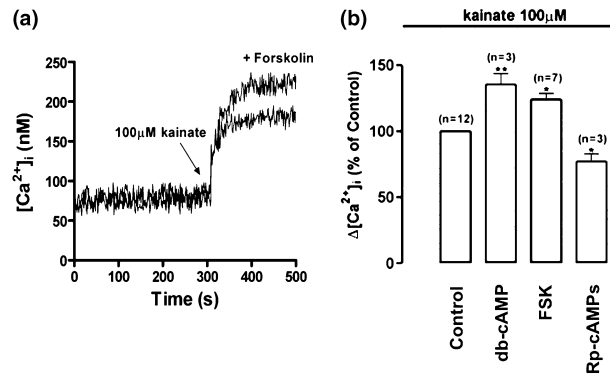 (a)
+ Forskolin
100μM kainate
[Ca²⁺]ᵢ (nM)
250
200
150
100
50
0
0 100 200 300 400 500
Time (s)
(b)
kainate 100μM
Δ[Ca²⁺]ᵢ (% of Control)
150
100
50
0
(n=12)
(n=3)
**
(n=7)
*
(n=3)
*
Control
db-cAMP
FSK
Rp-cAMPs